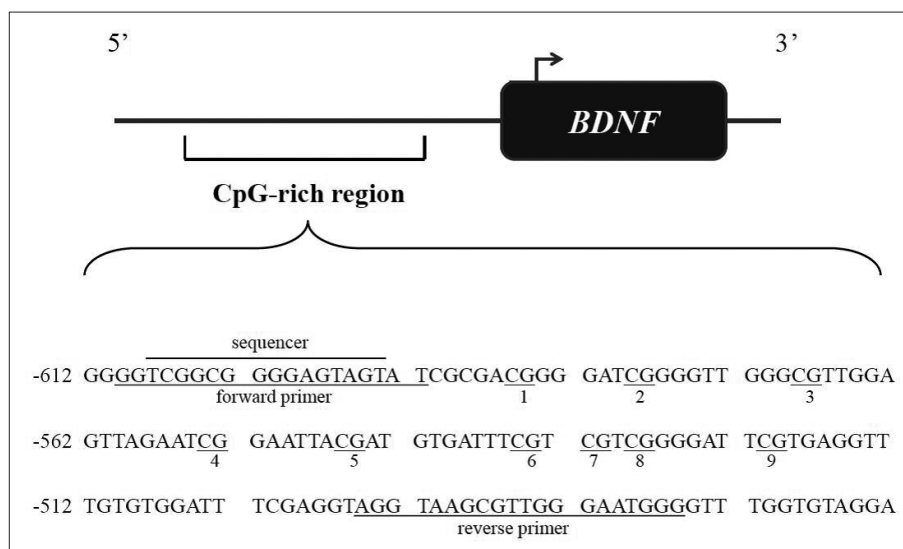 5’ 3’
BDNF
CpG-rich region
sequencer
-612 GGGGTCGGCG GGGAGTAGTA TCGCGACGGG GATCGGGGTT GGGCGTTGGA
forward primer 1 2 3
-562 GTTAGAATCG GAATTACGAT GTGATTTCGT CGTCGGGGAT TCGTGAGGTT
4 5 6 7 8 9
-512 TGTGTGGATT TCGAGGTAGG TAAGCGTTGG GAATGGGGTT TGGTGTAGGA
reverse primer